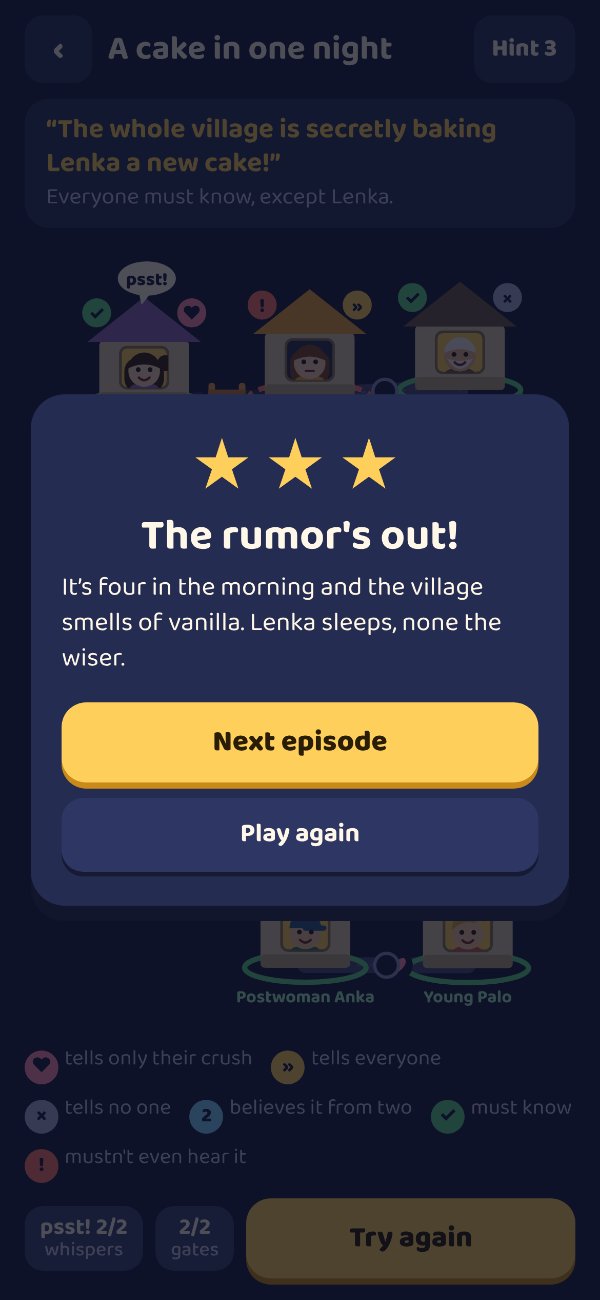 ‹
A cake in one night
Hint 3
“The whole village is secretly baking
Lenka a new cake!”
Everyone must know, except Lenka.
psst!
The rumor's out!
It’s four in the morning and the village
smells of vanilla. Lenka sleeps, none the
wiser.
Next episode
Play again
Postwoman Anka
Young Palo
tells only their crush
» tells everyone
× tells no one
2 believes it from two
must know
! mustn't even hear it
psst! 2/2
whispers
2/2
gates
Try again